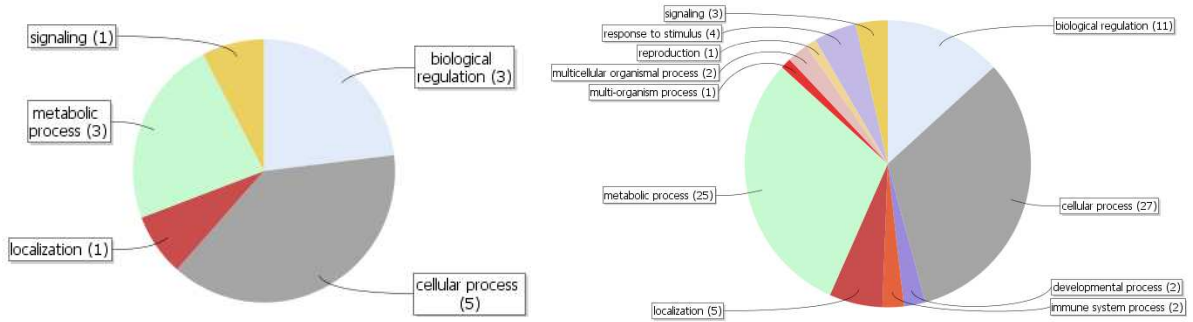 signaling (1)
biological
regulation (3)
metabolic
process (3)
localization (1)
cellular process
(5)
signaling (3)
response to stimulus (4)
reproduction (1)
multicellular organismal process (2)
multi-organism process (1)
biological regulation (11)
metabolic process (25)
cellular process (27)
developmental process (2)
immune system process (2)
localization (5)